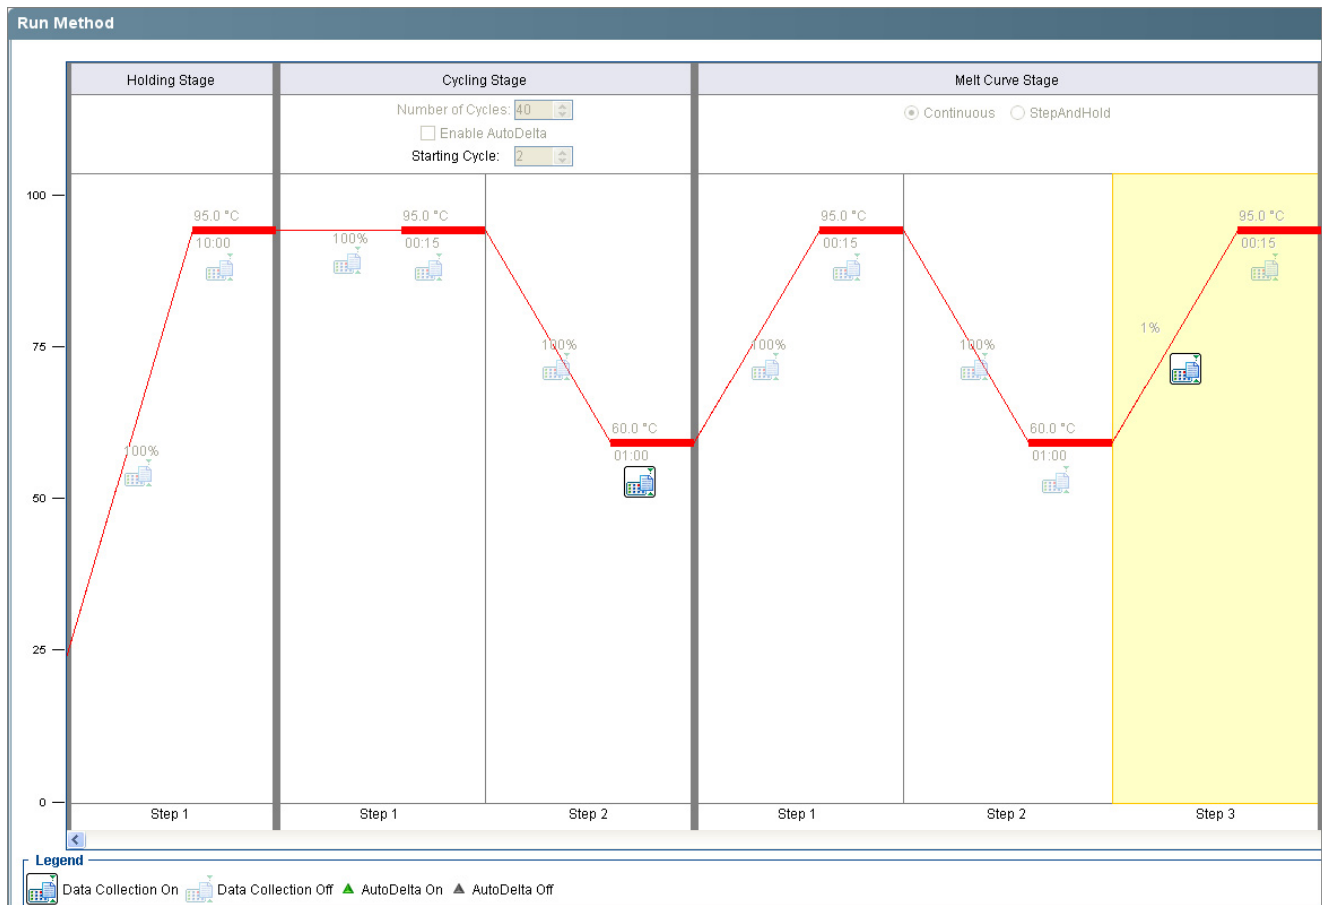 Run Method
Holding Stage Cycling Stage Melt Curve Stage
Number of Cycles: 40
Continuous StepAndHold
Enable AutoDelta
Starting Cycle: 2
100
95.0 °C 95.0 °C 95.0 °C 95.0 °C
10:00 100% 00:15 00:15 00:15
1%
75 100% 100% 100%
60.0 °C 60.0 °C
100% 01:00 01:00
50
25
0
Step 1 Step 1 Step 2 Step 1 Step 2 Step 3
Legend
Data Collection On Data Collection Off AutoDelta On AutoDelta Off